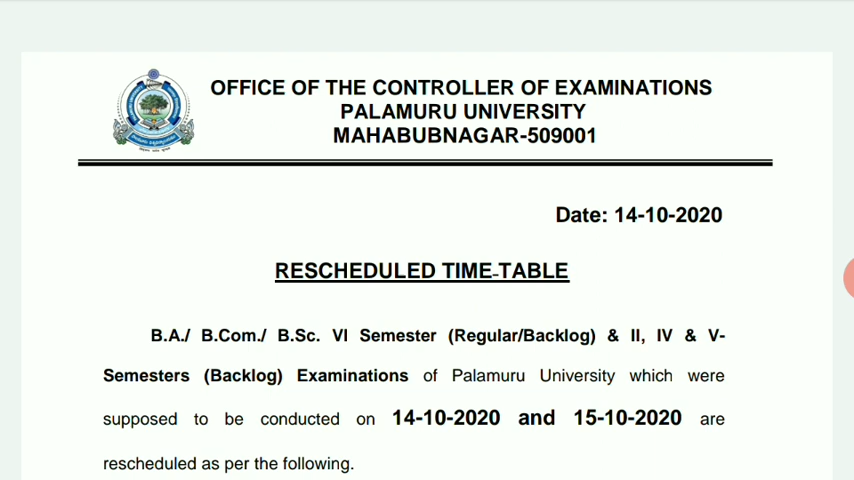 OFFICE OF THE CONTROLLER OF EXAMINATIONS
PALAMURU UNIVERSITY
MAHABUBNAGAR-509001
Date: 14-10-2020
RESCHEDULED TIME-TABLE
B.A./ B.Com./ B.Sc. VI Semester (Regular/Backlog) & II, IV & V-
Semesters (Backlog) Examinations of Palamuru University which were
supposed to be conducted on 14-10-2020 and 15-10-2020 are
rescheduled as per the following.